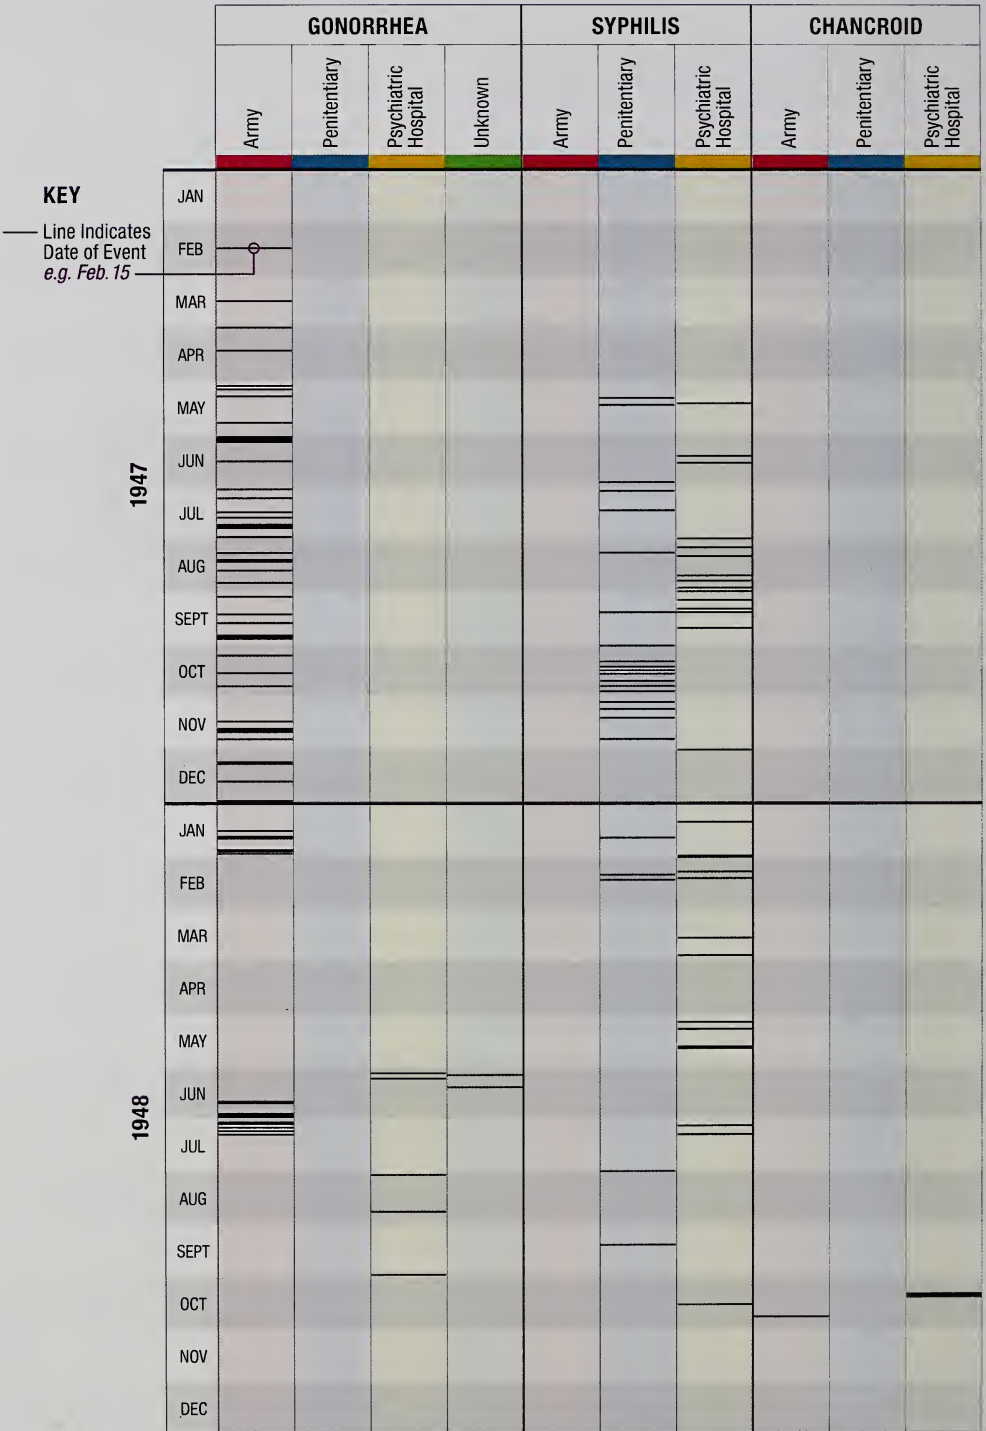 GONORRHEA
SYPHILIS
CHANCROID
Army
Penitentiary
Psychiatric
Hospital
Unknown
Army
Penitentiary
Psychiatric
Hospital
Army
Penitentiary
Psychiatric
Hospital
KEY
Line Indicates
Date of Event
e.g. Feb. 15
1947
JAN
FEB
MAR
APR
MAY
JUN
JUL
AUG
SEPT
OCT
NOV
DEC
1948
JAN
FEB
MAR
APR
MAY
JUN
JUL
AUG
SEPT
OCT
NOV
DEC